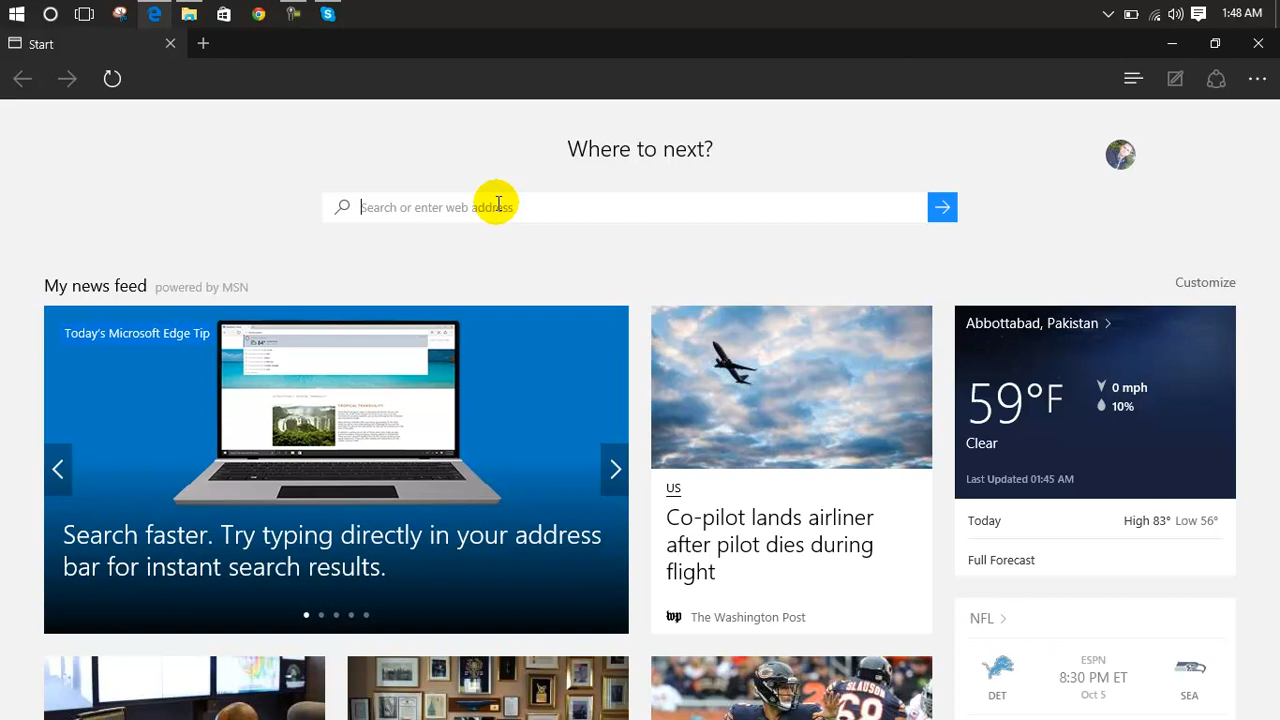 1:48 AM
Start
Where to next?
Search or enter web address
My news feed powered by MSN
Customize
Today's Microsoft Edge Tip
Search faster. Try typing directly in your address
bar for instant search results.
US
Co-pilot lands airliner
after pilot dies during
flight
wp The Washington Post
Abbottabad, Pakistan
59°F
0 mph
10%
Clear
Last Updated 01:45 AM
Today High 83° Low 56°
Full Forecast
NFL
ESPN
8:30 PM ET
Oct 5
DET
SEA
SLAUSON
68